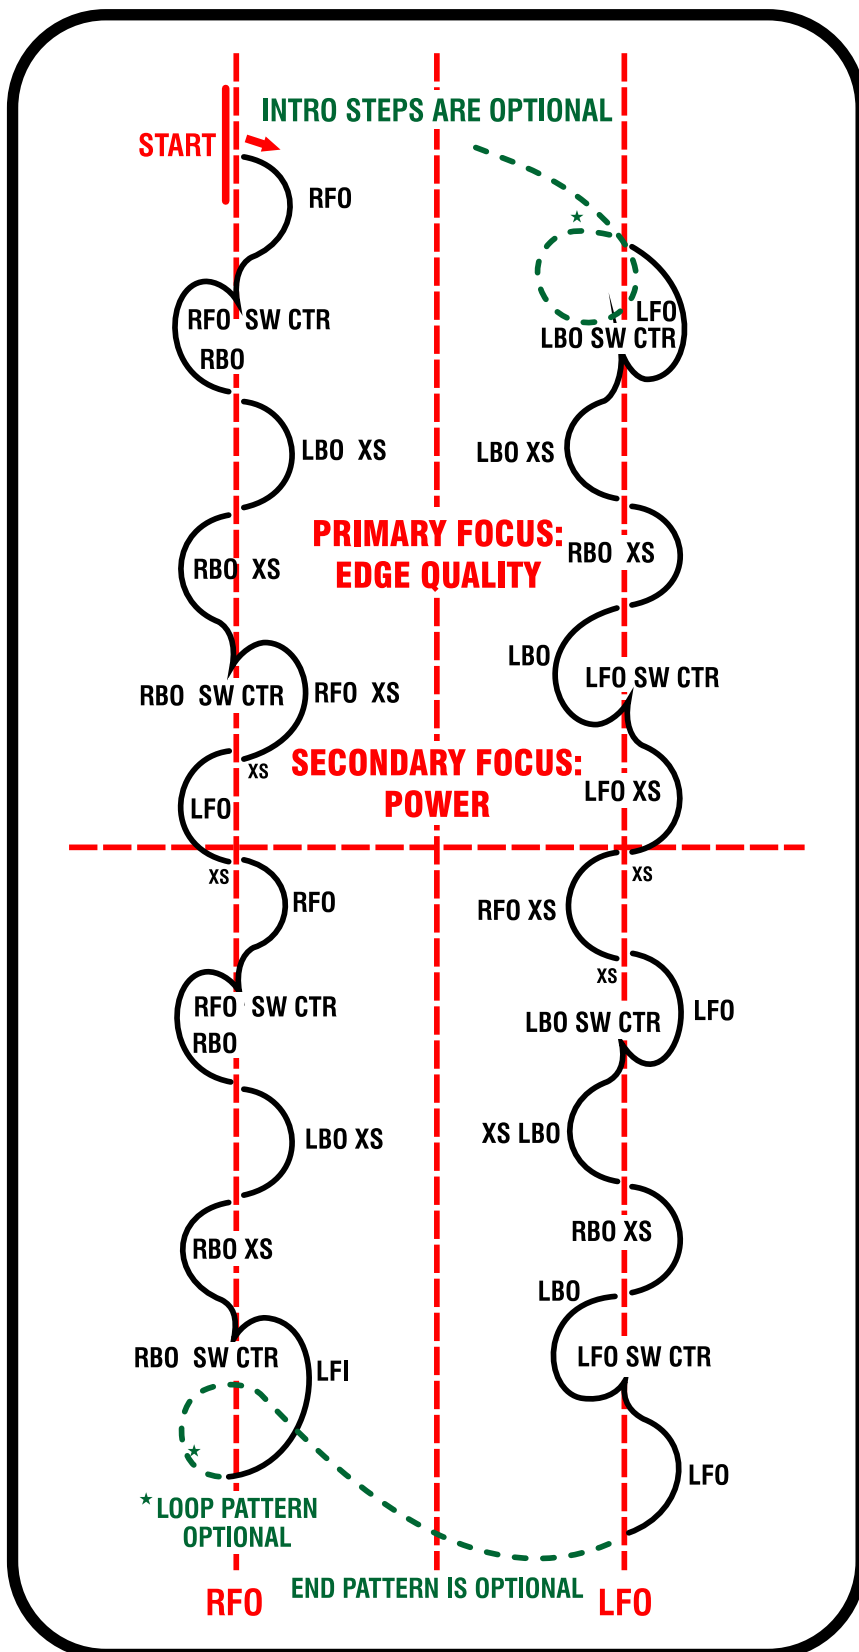 INTRO STEPS ARE OPTIONAL
START
RFO
RFO SW CTR
RBO
LBO XS
RBO XS
RBO SW CTR
RFO XS
XS
LFO
XS
RFO
RFO SW CTR
RBO
LBO XS
RBO XS
RBO SW CTR
LFI
★ LOOP PATTERN
OPTIONAL
RFO
PRIMARY FOCUS:
EDGE QUALITY
SECONDARY FOCUS:
POWER
★
LFO
LBO SW CTR
LBO XS
RBO XS
LBO
LFO SW CTR
LFO XS
XS
RFO XS
XS
LFO
LBO SW CTR
XS LBO
RBO XS
LBO
LFO SW CTR
LFO
★
END PATTERN IS OPTIONAL
LFO